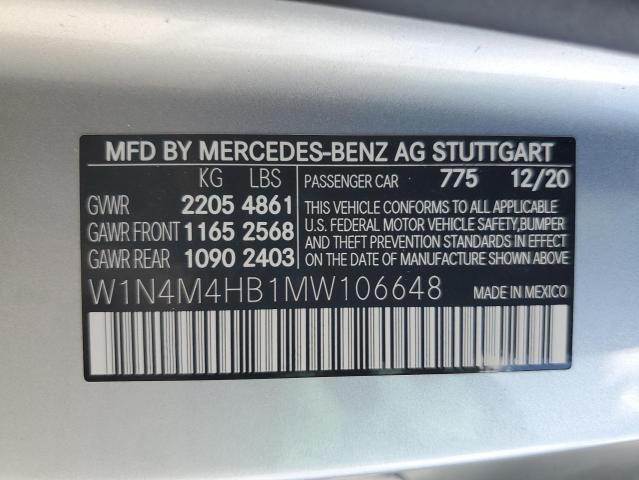 MFD BY MERCEDES-BENZ AG STUTTGART
KG LBS
GVWR 2205 4861
GAWR FRONT 1165 2568
GAWR REAR 1090 2403
PASSENGER CAR 775 12/20
THIS VEHICLE CONFORMS TO ALL APPLICABLE
U.S. FEDERAL MOTOR VEHICLE SAFETY,BUMPER
AND THEFT PREVENTION STANDARDS IN EFFECT
ON THE DATE OF MANUFACTURE SHOWN ABOVE.
W1N4M4HB1MW106648 MADE IN MEXICO